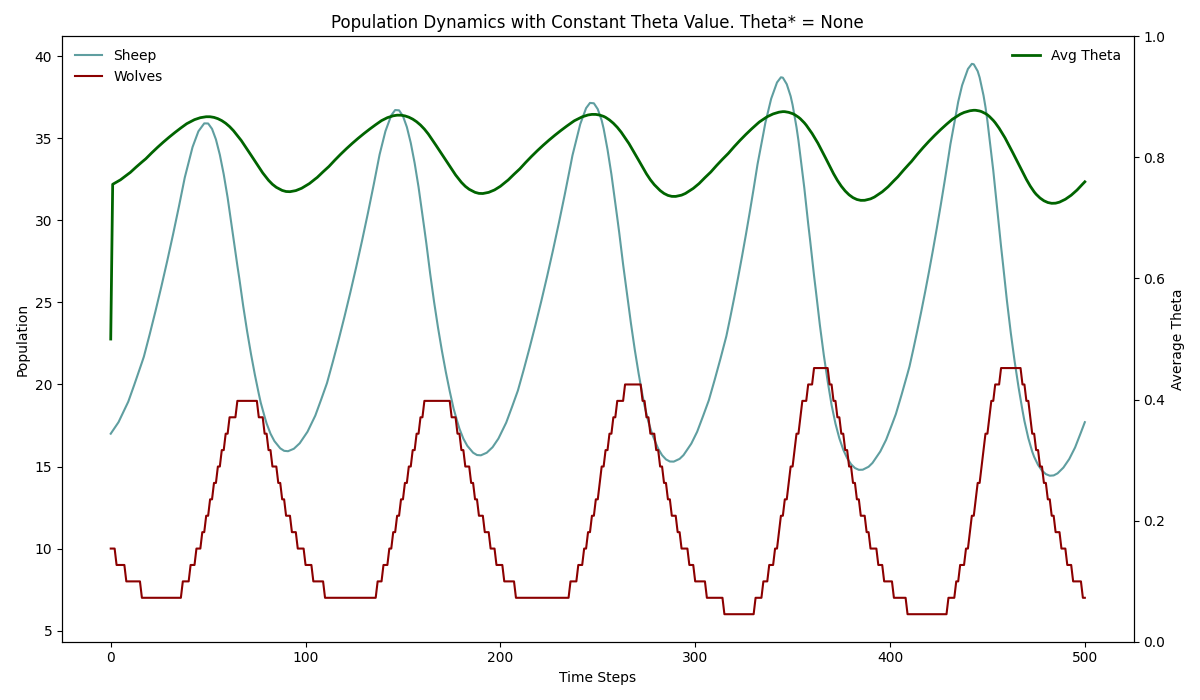 Population Dynamics with Constant Theta Value. Theta* = None
Sheep
Wolves
Avg Theta
40
35
30
25
20
15
10
5
Population
1.0
0.8
0.6
0.4
0.2
0.0
Average Theta
0 100 200 300 400 500
Time Steps